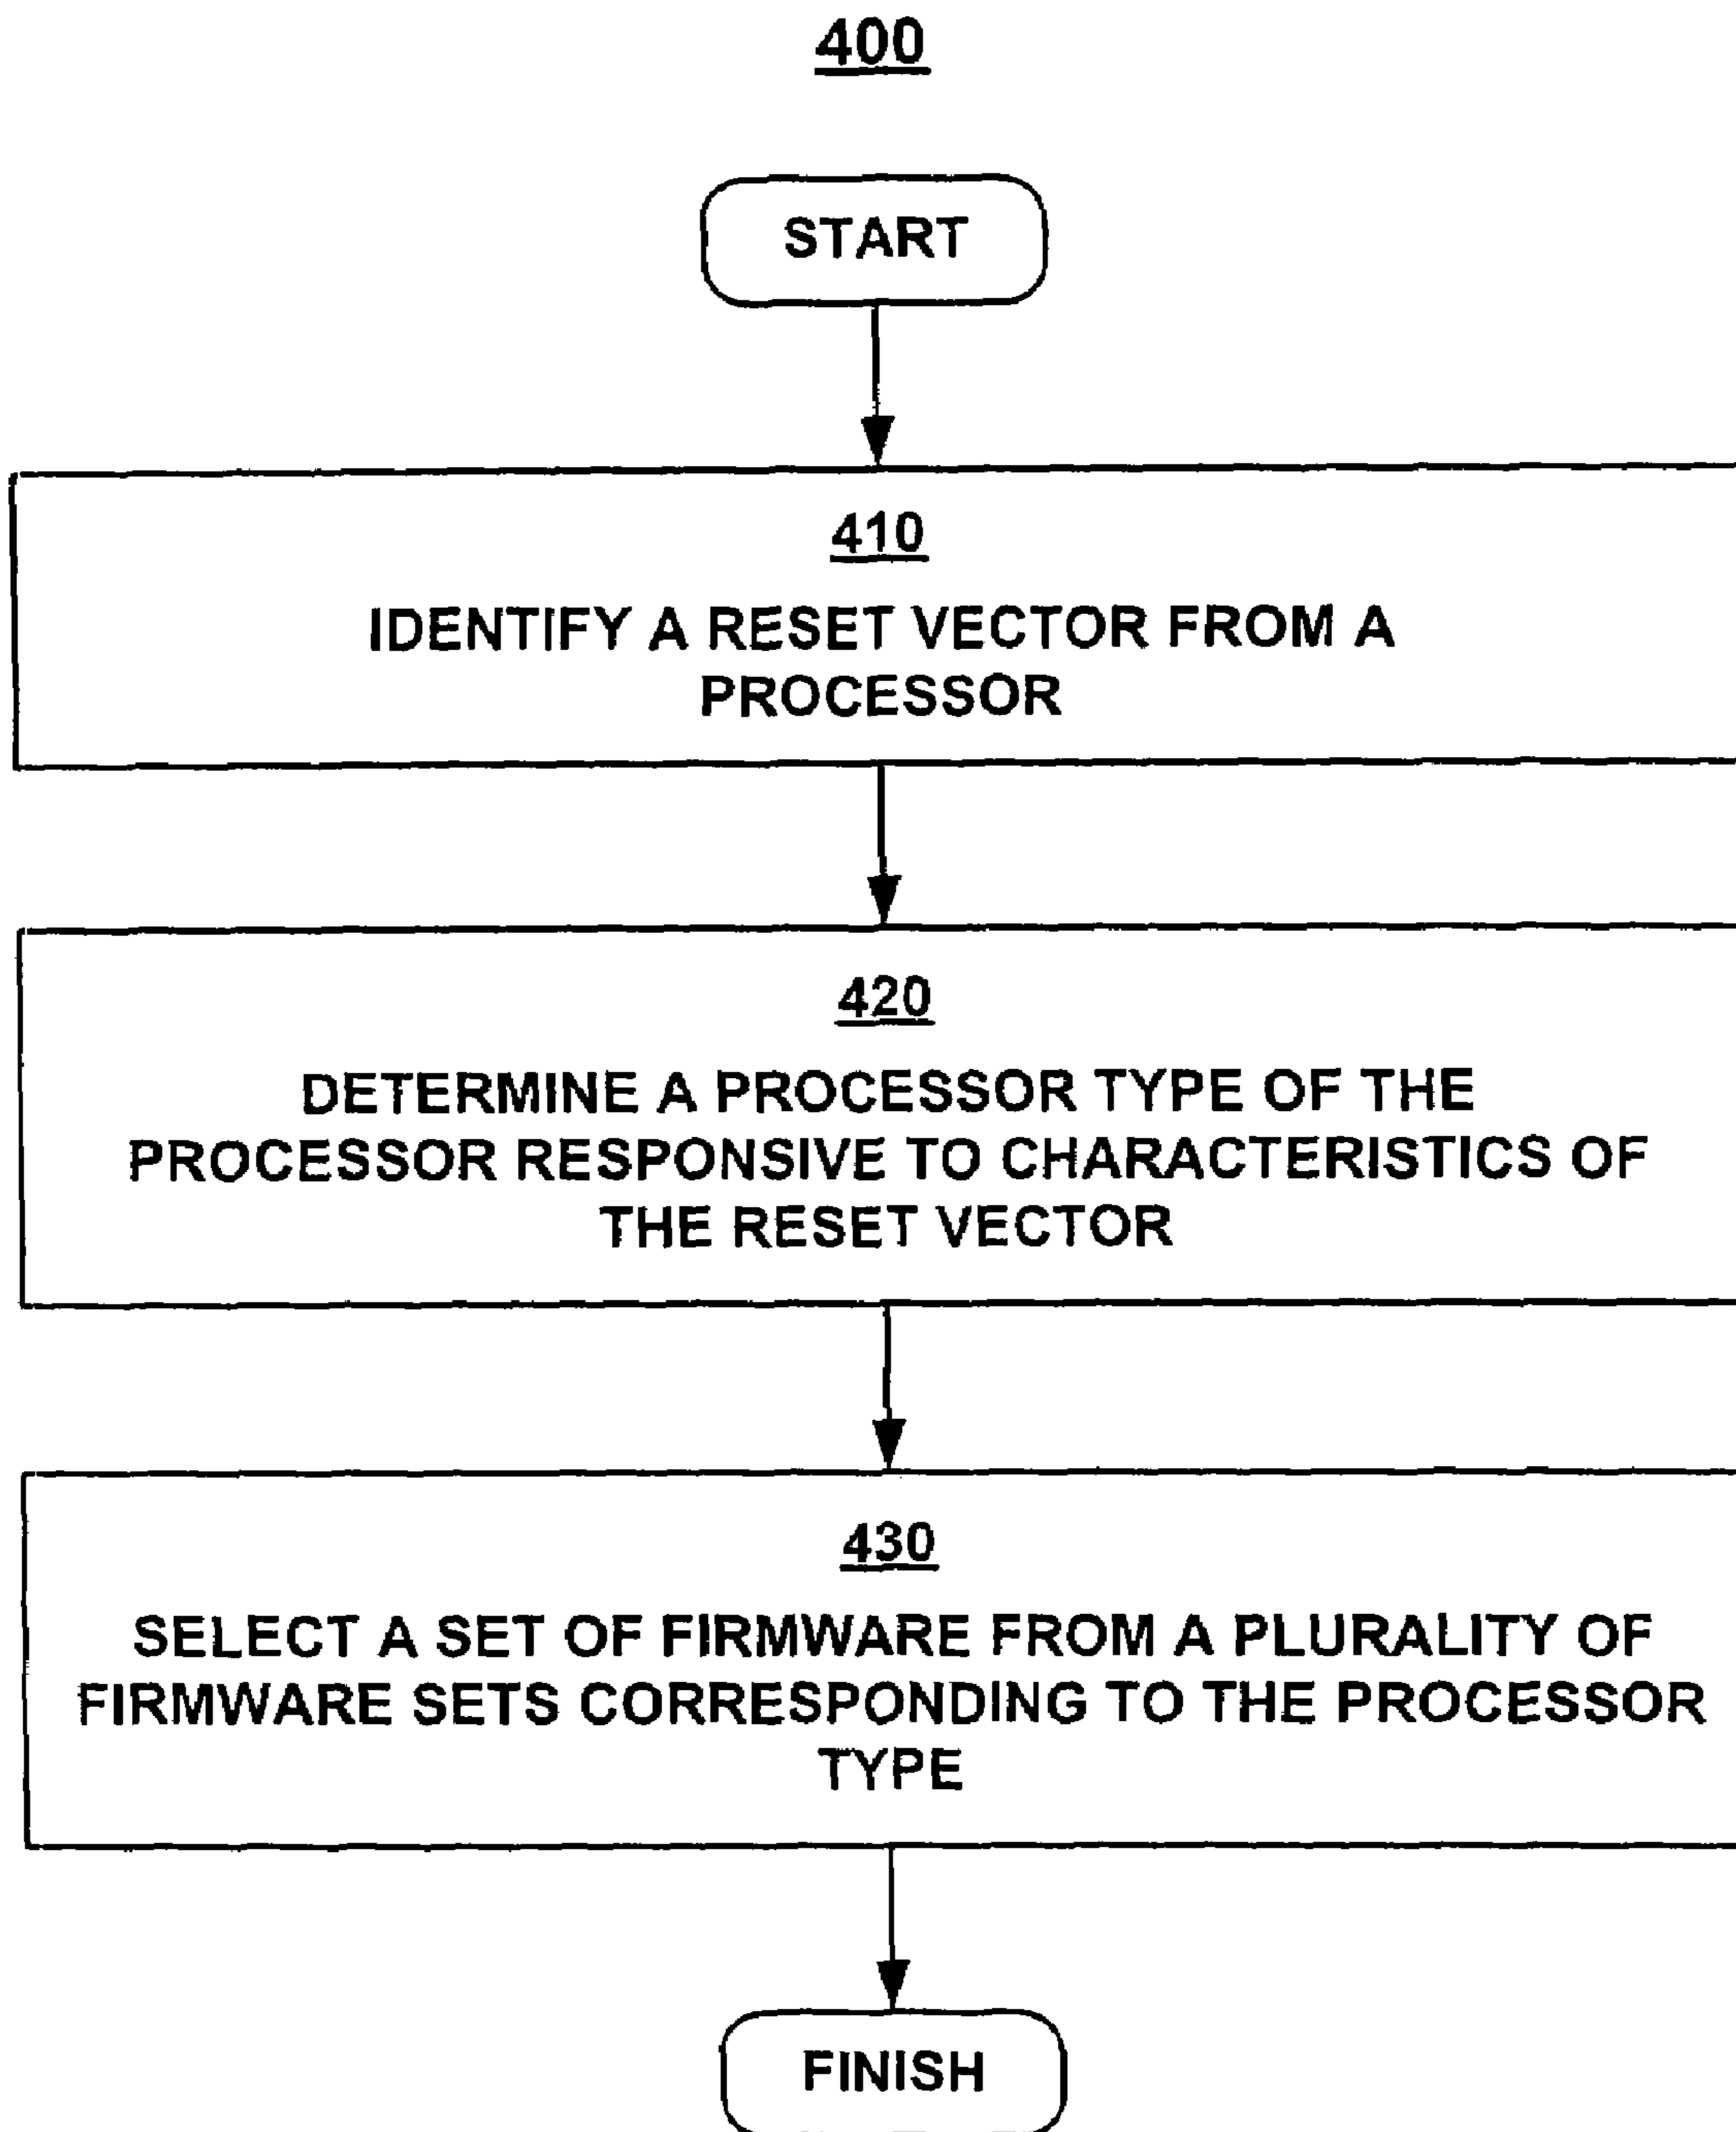 400
START
410
IDENTIFY A RESET VECTOR FROM A
PROCESSOR
420
DETERMINE A PROCESSOR TYPE OF THE
PROCESSOR RESPONSIVE TO CHARACTERISTICS OF
THE RESET VECTOR
430
SELECT A SET OF FIRMWARE FROM A PLURALITY OF
FIRMWARE SETS CORRESPONDING TO THE PROCESSOR
TYPE
FINISH